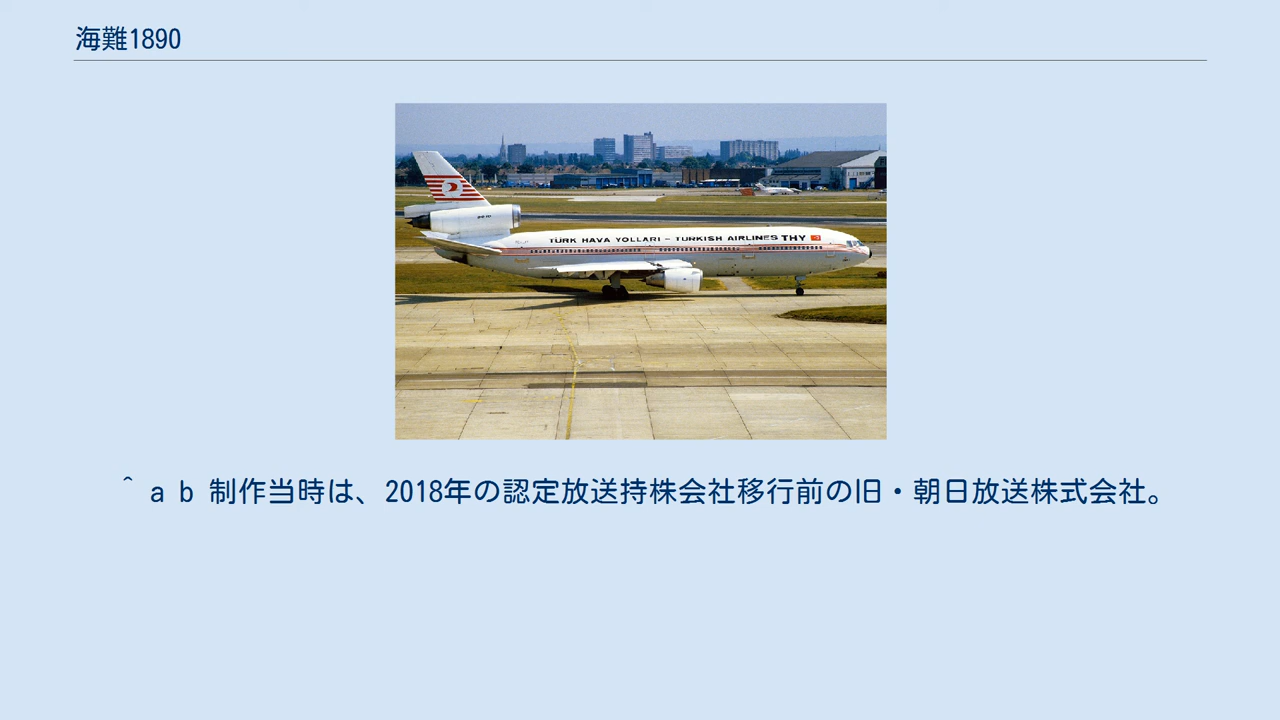 海難1890
TÜRK HAVA YOLLARI - TURKISH AIRLINES THY
^ a b 制作当時は、2018年の認定放送持株会社移行前の旧・朝日放送株式会社。